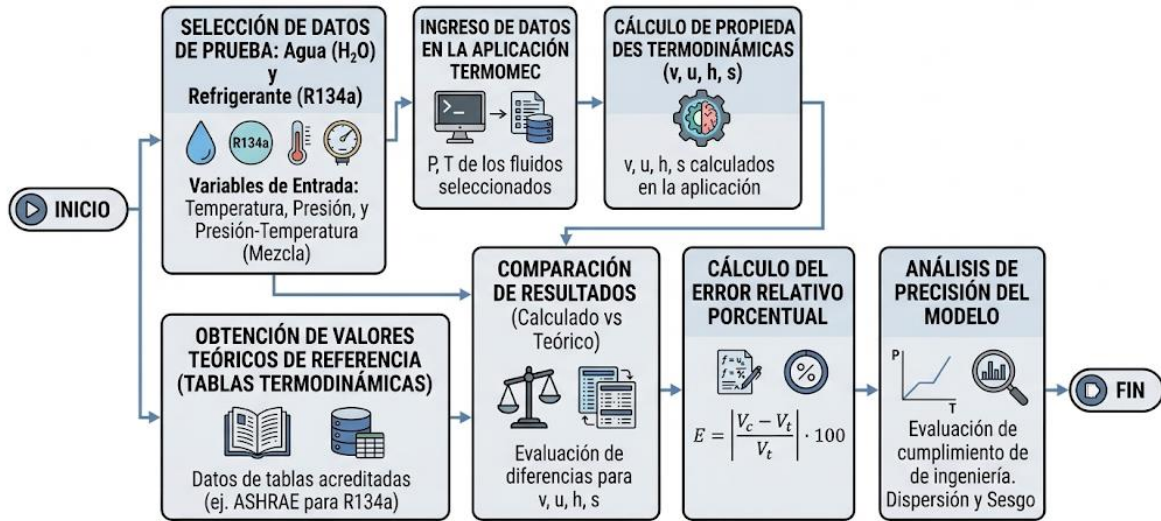 INICIO
SELECCIÓN DE DATOS
DE PRUEBA: Agua (H₂O)
y
Refrigerante (R134a)
R134a
Variables de Entrada:
Temperatura, Presión, y
Presión-Temperatura
(Mezcla)
INGRESO DE DATOS
EN LA APLICACIÓN
TERMOMEC
>_
P, T de los fluidos
seleccionados
CÁLCULO DE PROPIEDA
DES TERMODINÁMICAS
(v, u, h, s)
v, u, h, s calculados
en la aplicación
OBTENCIÓN DE VALORES
TEÓRICOS DE REFERENCIA
(TABLAS TERMODINÁMICAS)
Datos de tablas acreditadas
(ej. ASHRAE para R134a)
COMPARACIÓN
DE RESULTADOS
(Calculado vs
Teórico)
Evaluación de
diferencias para
v, u, h, s
CÁLCULO DEL
ERROR RELATIVO
PORCENTUAL
%
E = |(V_c − V_t) / V_t| · 100
ANÁLISIS DE
PRECISIÓN DEL
MODELO
P
T
Evaluación de
cumplimiento de
de ingeniería.
Dispersión y Sesgo
FIN